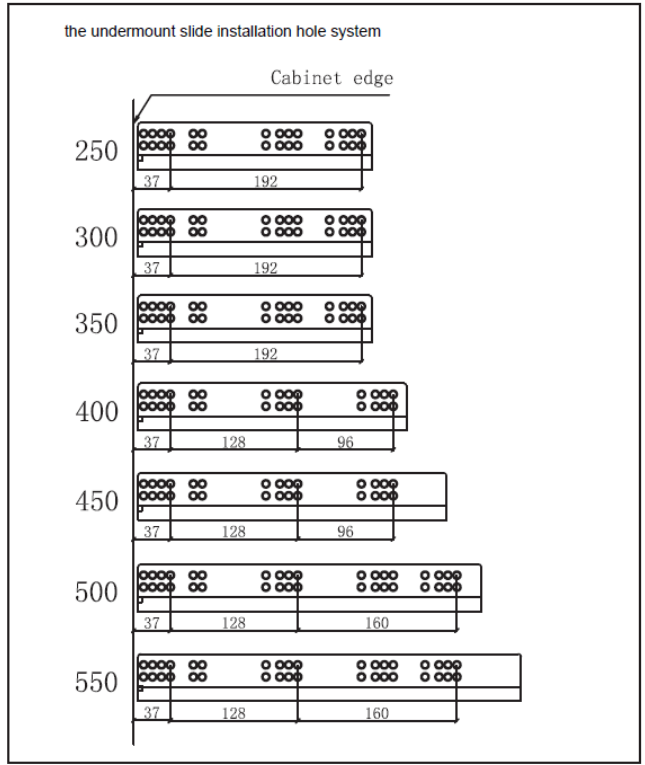 the undermount slide installation hole system
Cabinet edge
250
37 192
300
37 192
350
37 192
400
37 128 96
450
37 128 96
500
37 128 160
550
37 128 160